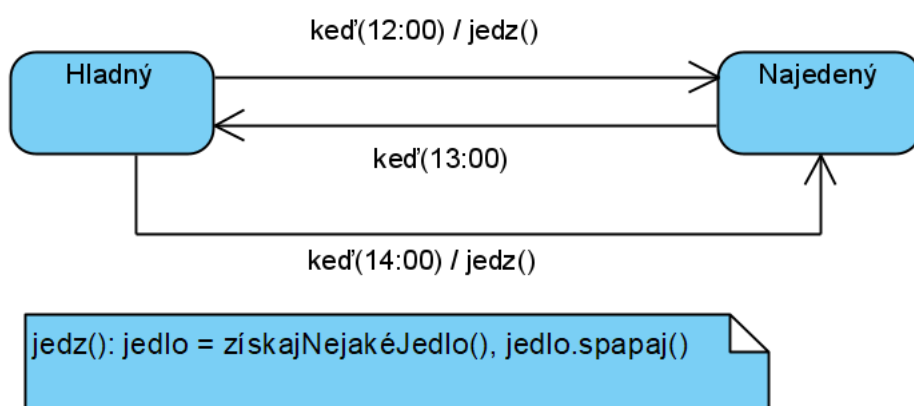 keď(12:00) / jedz()
Hladný
Najedený
keď(13:00)
keď(14:00) / jedz()
jedz(): jedlo = získajNejakéJedlo(), jedlo.spapaj()